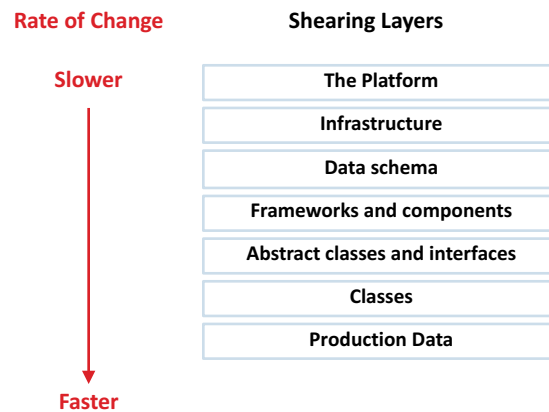 Rate of Change
Shearing Layers
Slower
The Platform
Infrastructure
Data schema
Frameworks and components
Abstract classes and interfaces
Classes
Production Data
Faster